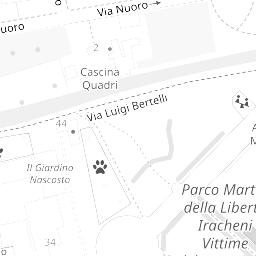 Via Nuoro
uoro
2
Cascina
Quadri
Via Luigi Bertelli
44
Il Giardino
Nascosto
Parco Mart
della Libert
Iracheni
Vittime
34